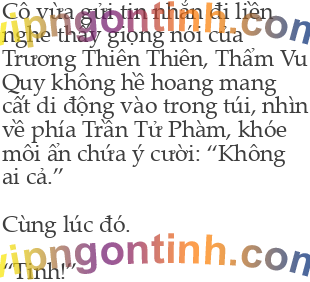 Cô vừa gửi tin nhắn đi liền
nghe thấy giọng nói của
Trương Thiên Thiên, Thẩm Vu
Quy không hề hoang mang
cất di động vào trong túi, nhìn
về phía Trần Tử Phàm, khóe
môi ẩn chứa ý cười: “Không
ai cả.”
Cùng lúc đó.
vipngontinh.com
“Tinh!”